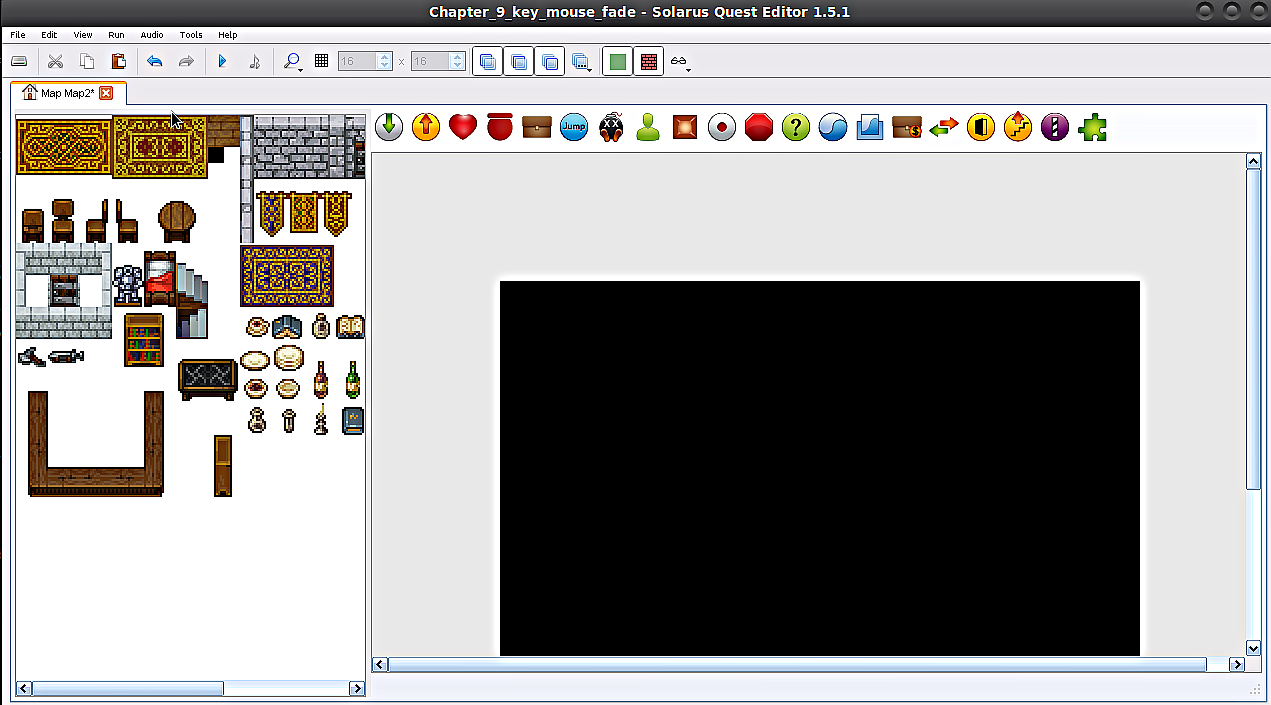 Chapter_9_key_mouse_fade - Solarus Quest Editor 1.5.1
File Edit View Run Audio Tools Help
16 x 16
Map Map2*
Jump
?
$